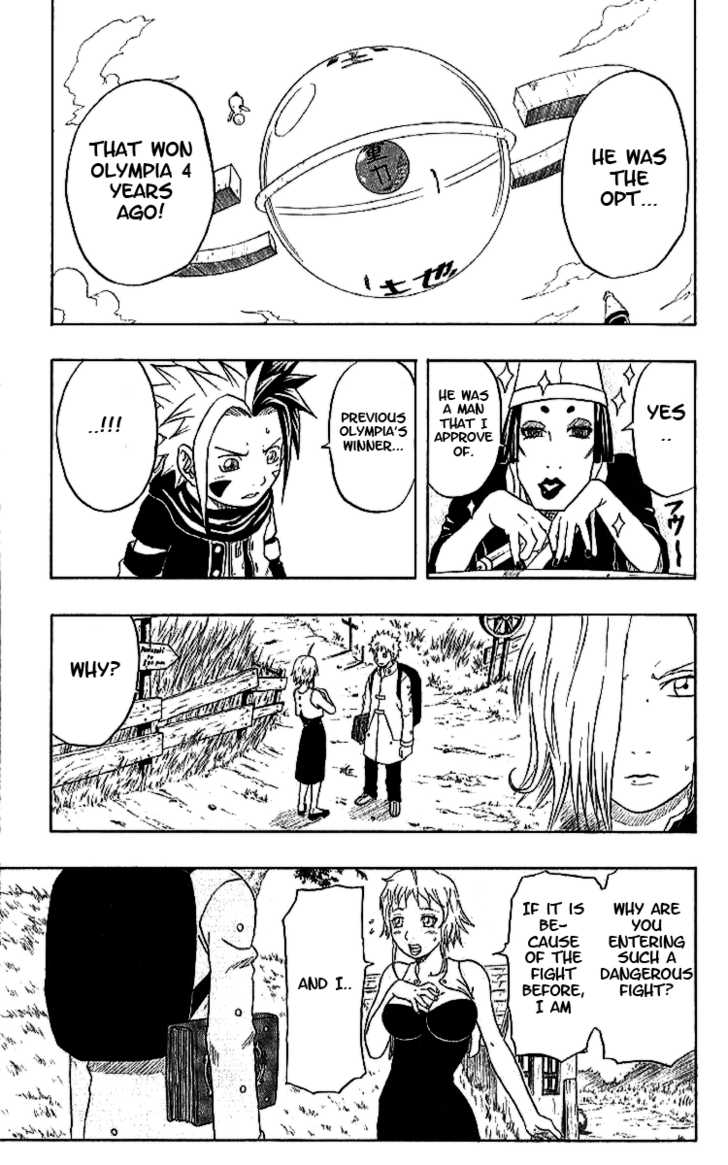 HE WAS
THE
OPT...
THAT WON
OLYMPIA 4
YEARS
AGO!
重
力
YES
..
HE WAS
A MAN
THAT I
APPROVE
OF.
PREVIOUS
OLYMPIA'S
WINNER...
..!!!
WHY?
WHY ARE
YOU
ENTERING
SUCH A
DANGEROUS
FIGHT?
IF IT IS
BE-
CAUSE
OF THE
FIGHT
BEFORE,
I AM
AND I..